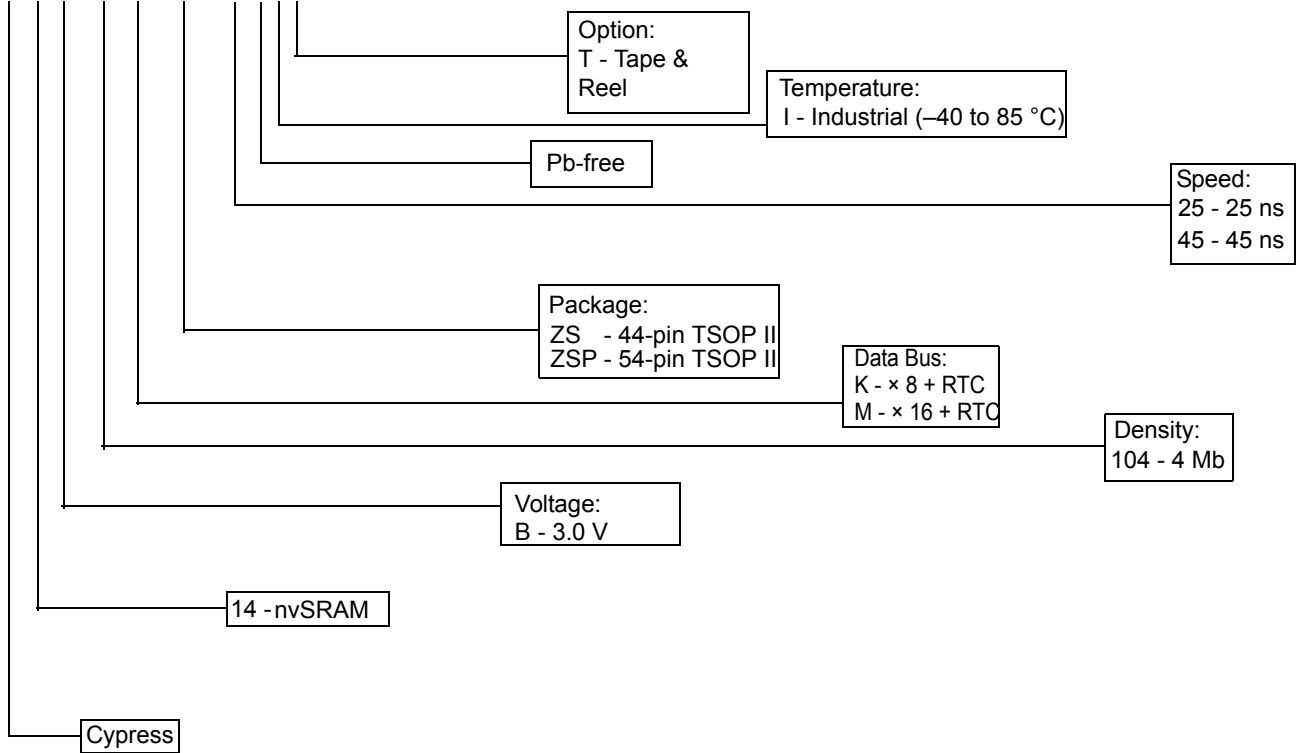 Option:
T - Tape &
Reel
Temperature:
I - Industrial (–40 to 85 °C)
Pb-free
Speed:
25 - 25 ns
45 - 45 ns
Package:
ZS - 44-pin TSOP II
ZSP - 54-pin TSOP II
Data Bus:
K - × 8 + RTC
M - × 16 + RTC
Density:
104 - 4 Mb
Voltage:
B - 3.0 V
14 - nvSRAM
Cypress